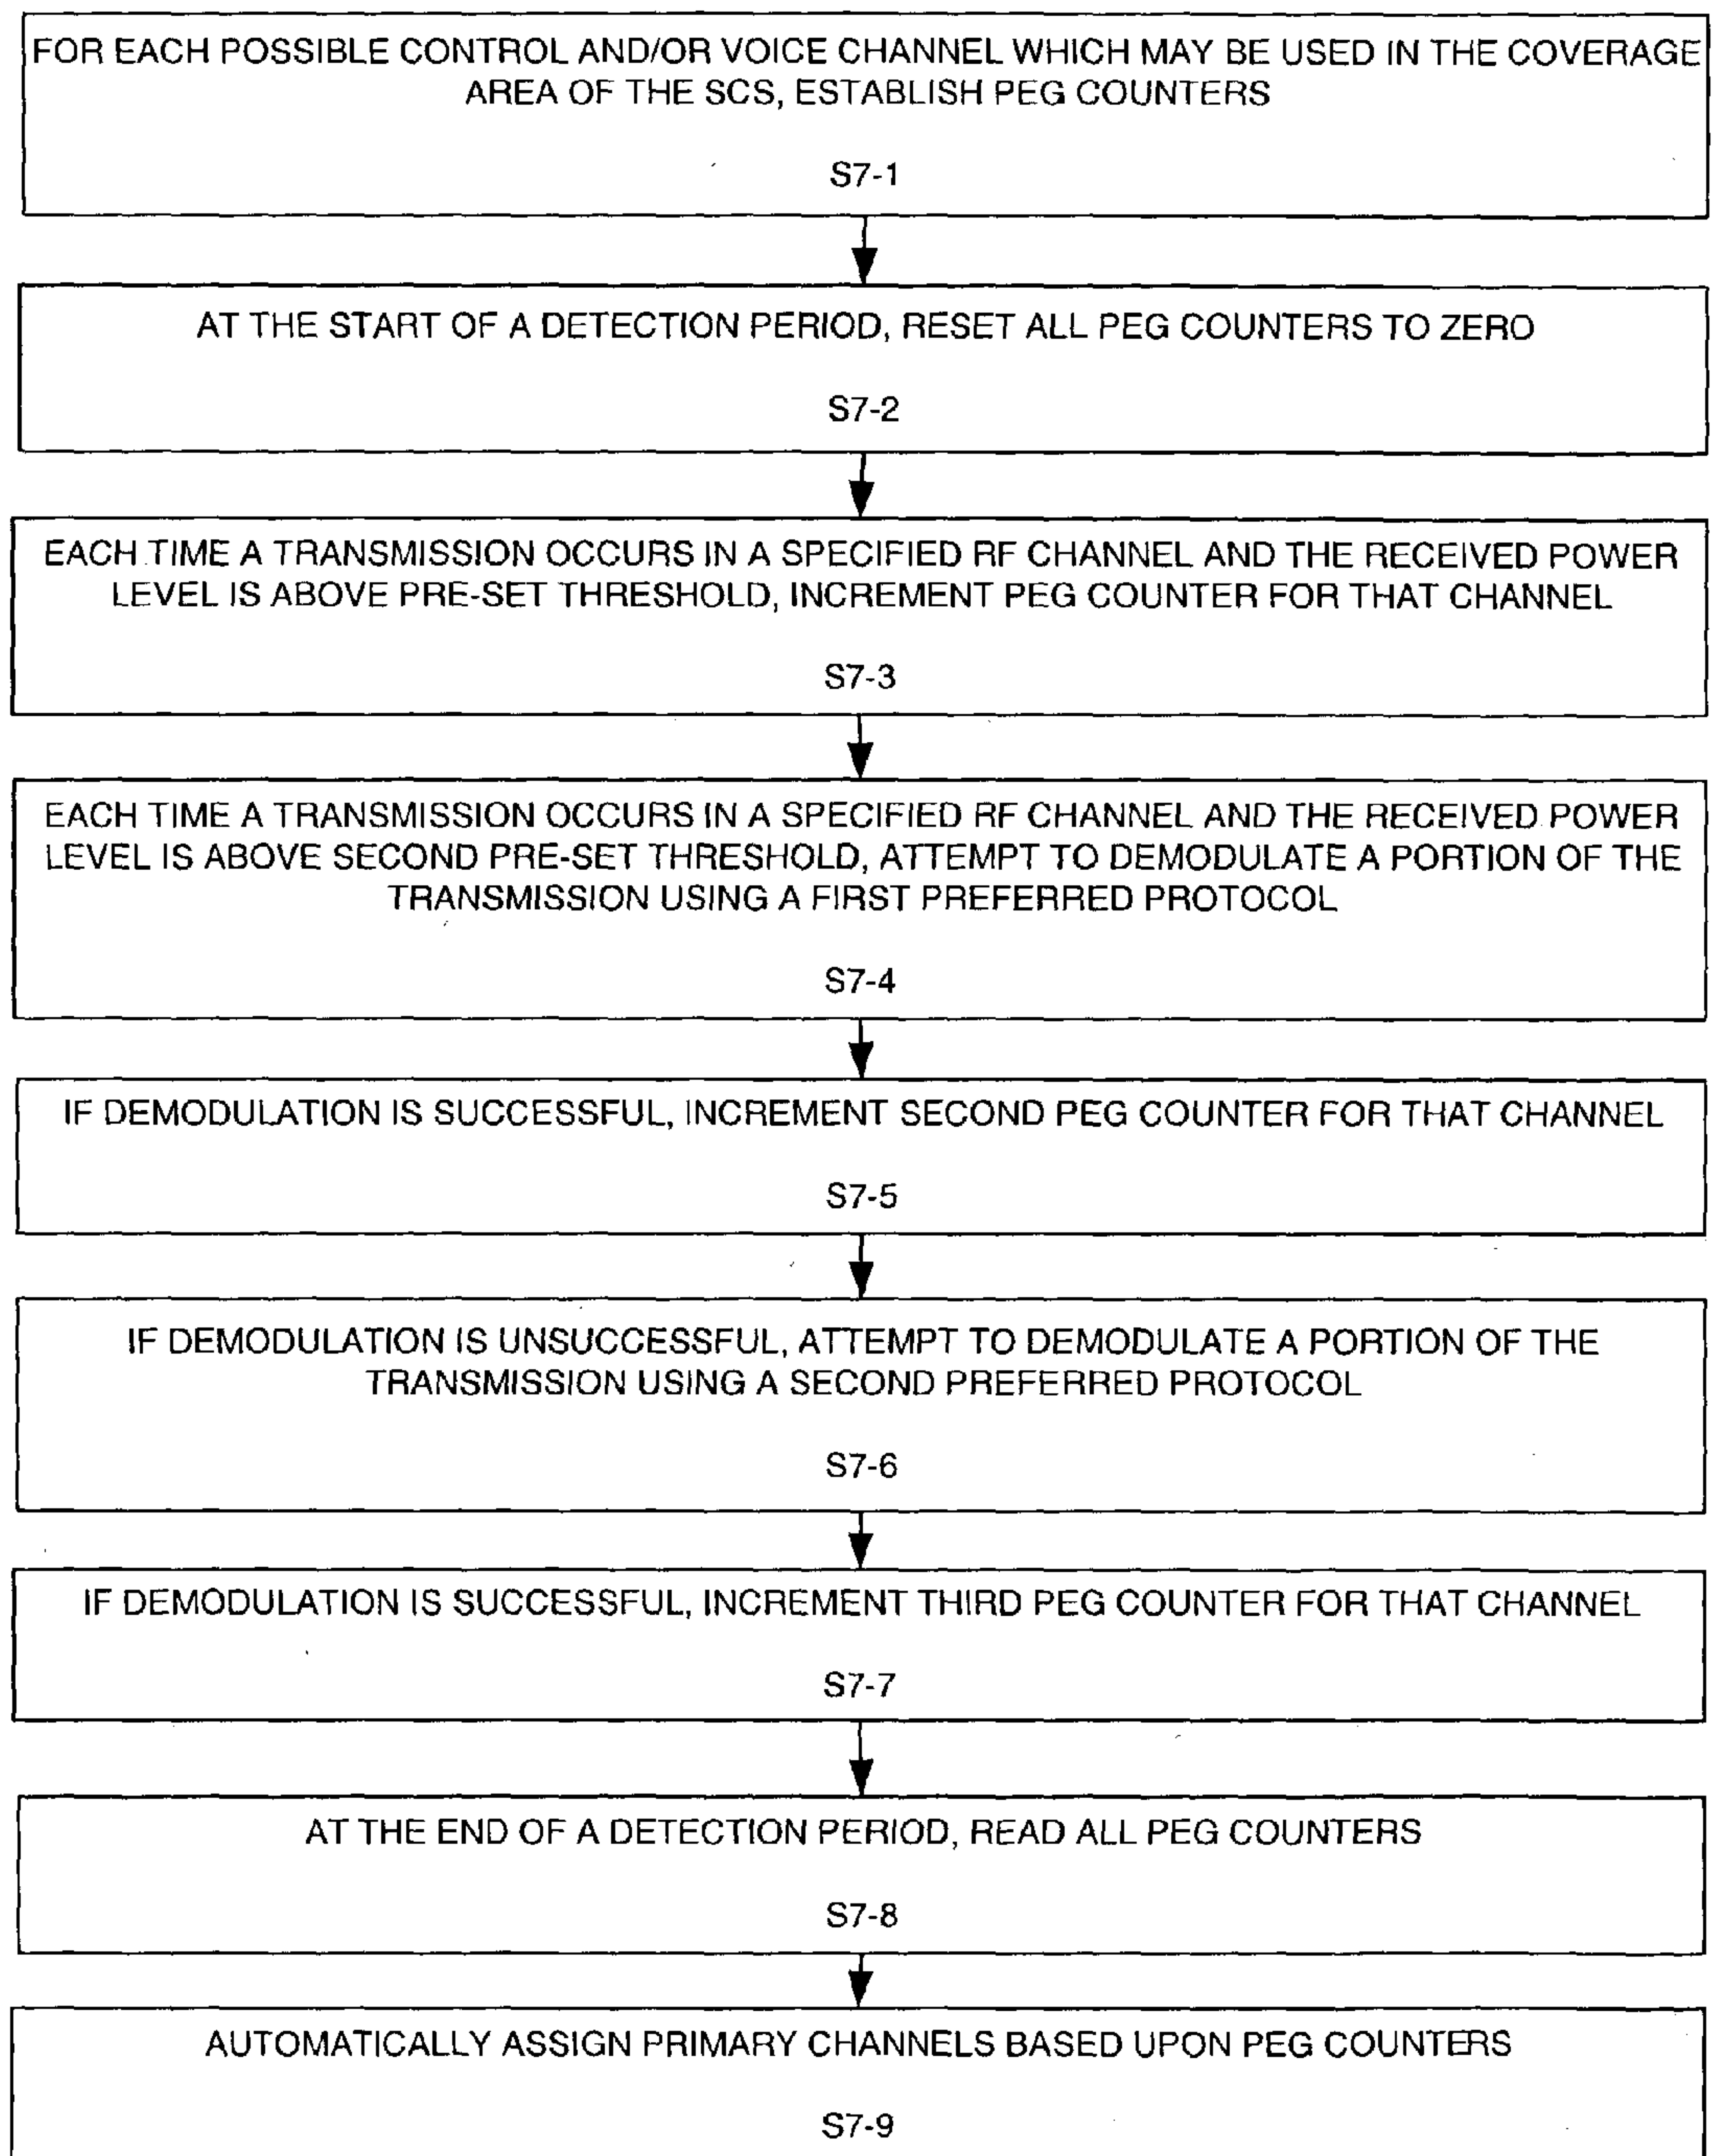 FOR EACH POSSIBLE CONTROL AND/OR VOICE CHANNEL WHICH MAY BE USED IN THE COVERAGE
AREA OF THE SCS, ESTABLISH PEG COUNTERS
S7-1
AT THE START OF A DETECTION PERIOD, RESET ALL PEG COUNTERS TO ZERO
S7-2
EACH TIME A TRANSMISSION OCCURS IN A SPECIFIED RF CHANNEL AND THE RECEIVED POWER
LEVEL IS ABOVE PRE-SET THRESHOLD, INCREMENT PEG COUNTER FOR THAT CHANNEL
S7-3
EACH TIME A TRANSMISSION OCCURS IN A SPECIFIED RF CHANNEL AND THE RECEIVED POWER
LEVEL IS ABOVE SECOND PRE-SET THRESHOLD, ATTEMPT TO DEMODULATE A PORTION OF THE
TRANSMISSION USING A FIRST PREFERRED PROTOCOL
S7-4
IF DEMODULATION IS SUCCESSFUL, INCREMENT SECOND PEG COUNTER FOR THAT CHANNEL
S7-5
IF DEMODULATION IS UNSUCCESSFUL, ATTEMPT TO DEMODULATE A PORTION OF THE
TRANSMISSION USING A SECOND PREFERRED PROTOCOL
S7-6
IF DEMODULATION IS SUCCESSFUL, INCREMENT THIRD PEG COUNTER FOR THAT CHANNEL
S7-7
AT THE END OF A DETECTION PERIOD, READ ALL PEG COUNTERS
S7-8
AUTOMATICALLY ASSIGN PRIMARY CHANNELS BASED UPON PEG COUNTERS
S7-9